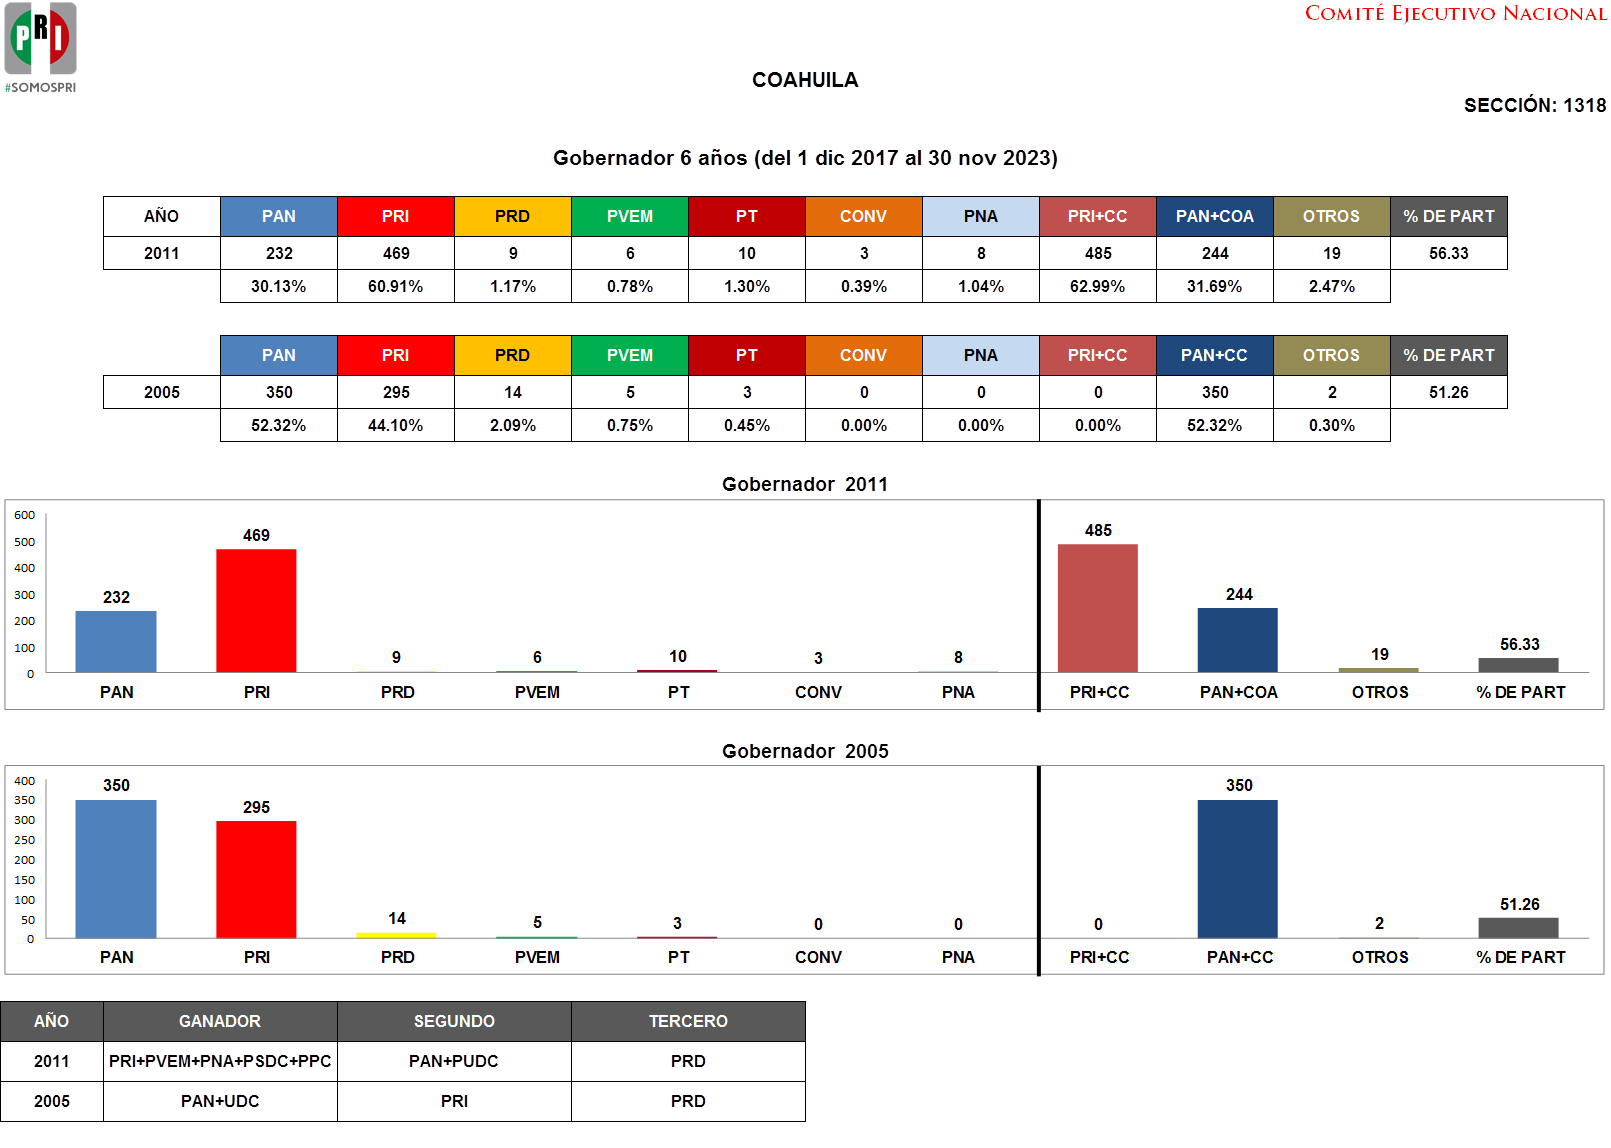 PRI
#SOMOSPRI
COMITÉ EJECUTIVO NACIONAL
COAHUILA
SECCIÓN: 1318
Gobernador 6 años (del 1 dic 2017 al 30 nov 2023)
AÑO PAN PRI PRD PVEM PT CONV PNA PRI+CC PAN+COA OTROS % DE PART
2011 232 469 9 6 10 3 8 485 244 19 56.33
30.13% 60.91% 1.17% 0.78% 1.30% 0.39% 1.04% 62.99% 31.69% 2.47%
PAN PRI PRD PVEM PT CONV PNA PRI+CC PAN+CC OTROS % DE PART
2005 350 295 14 5 3 0 0 0 350 2 51.26
52.32% 44.10% 2.09% 0.75% 0.45% 0.00% 0.00% 0.00% 52.32% 0.30%
Gobernador 2011
600
500
400
300
200
100
0
232 469 9 6 10 3 8 485 244 19 56.33
PAN PRI PRD PVEM PT CONV PNA PRI+CC PAN+COA OTROS % DE PART
Gobernador 2005
400
350
300
250
200
150
100
50
0
350 295 14 5 3 0 0 0 350 2 51.26
PAN PRI PRD PVEM PT CONV PNA PRI+CC PAN+CC OTROS % DE PART
AÑO GANADOR SEGUNDO TERCERO
2011 PRI+PVEM+PNA+PSDC+PPC PAN+PUDC PRD
2005 PAN+UDC PRI PRD